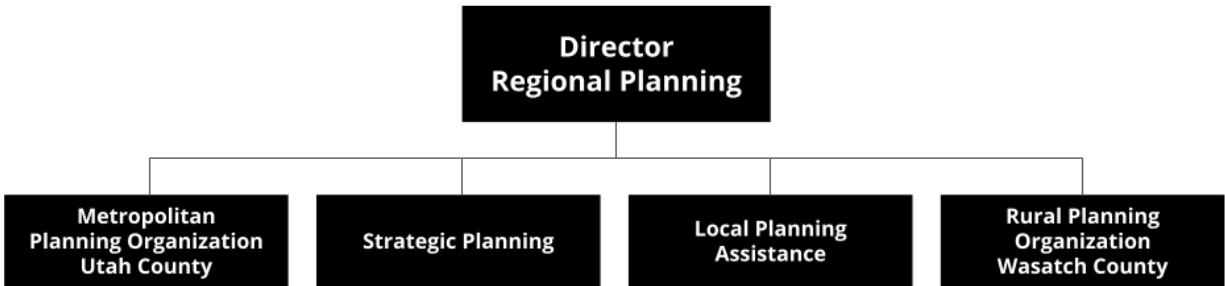 Director
Regional Planning
Metropolitan
Planning Organization
Utah County
Strategic Planning
Local Planning
Assistance
Rural Planning
Organization
Wasatch County